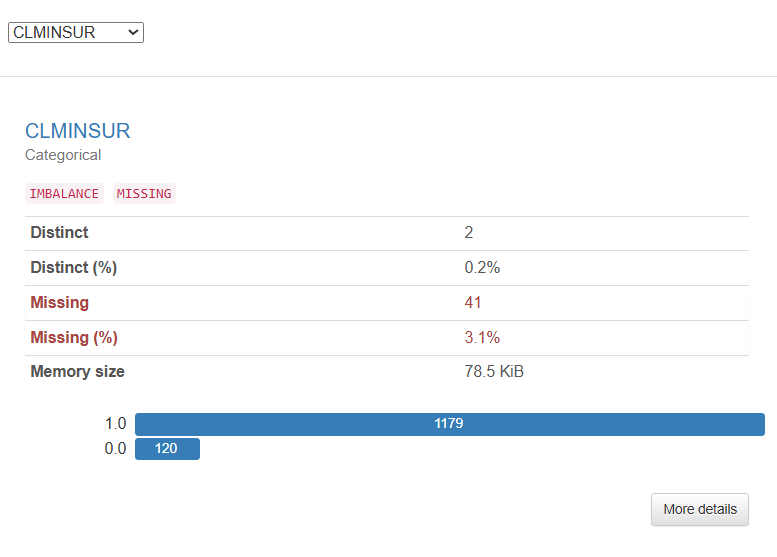 CLMINSUR
CLMINSUR
Categorical
IMBALANCE MISSING
Distinct 2
Distinct (%) 0.2%
Missing 41
Missing (%) 3.1%
Memory size 78.5 KiB
1.0 1179
0.0 120
More details